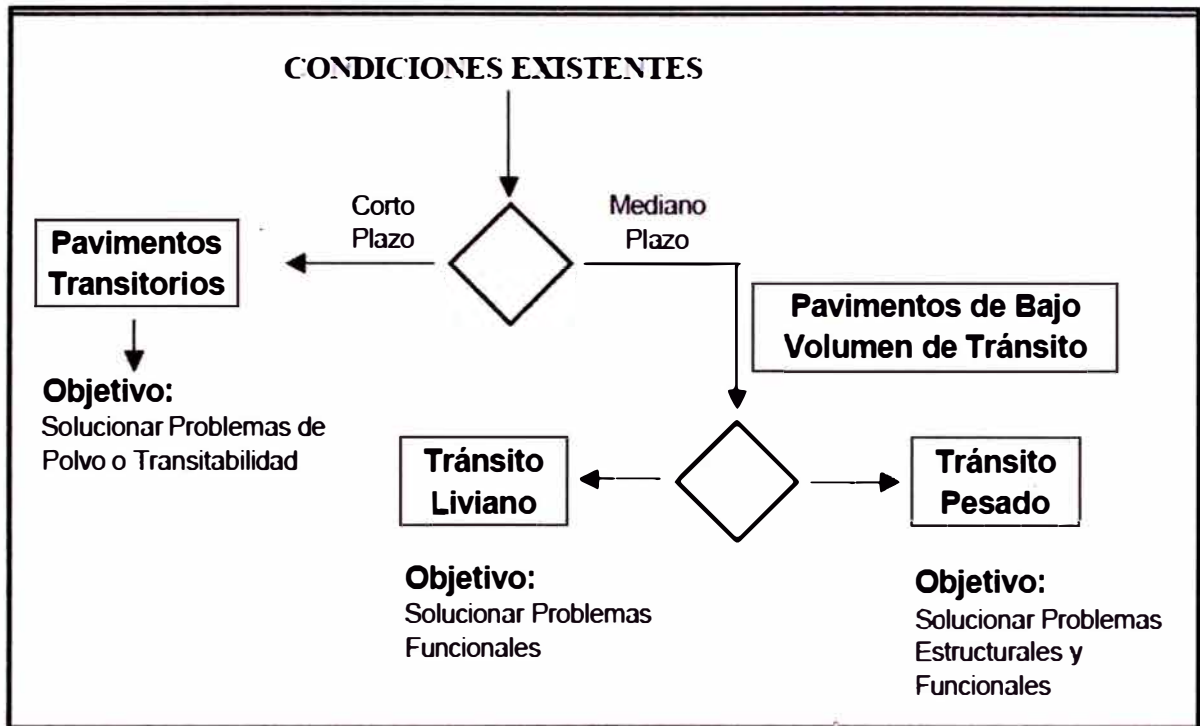 CONDICIONES EXISTENTES
Corto
Plazo
Mediano
Plazo
Pavimentos
Transitorios
Pavimentos de Bajo
Volumen de Tránsito
Objetivo:
Solucionar Problemas de
Polvo o Transitabilidad
Tránsito
Liviano
Tránsito
Pesado
Objetivo:
Solucionar Problemas
Funcionales
Objetivo:
Solucionar Problemas
Estructurales y
Funcionales